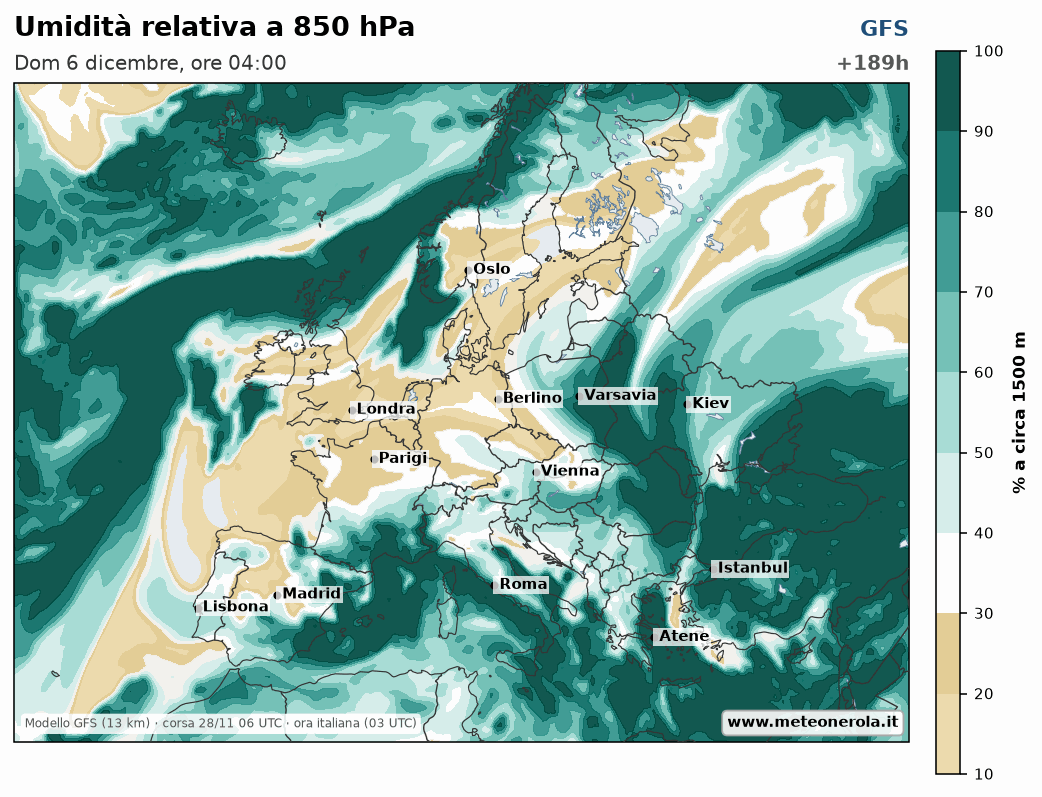 Umidità relativa a 850 hPa
GFS
Dom 6 dicembre, ore 04:00
+189h
100
90
80
70
60
50
40
30
20
10
% a circa 1500 m
Oslo
Londra
Berlino
Varsavia
Kiev
Parigi
Vienna
Istanbul
Roma
Madrid
Lisbona
Atene
Modello GFS (13 km) · corsa 28/11 06 UTC · ora italiana (03 UTC)
www.meteonerola.it